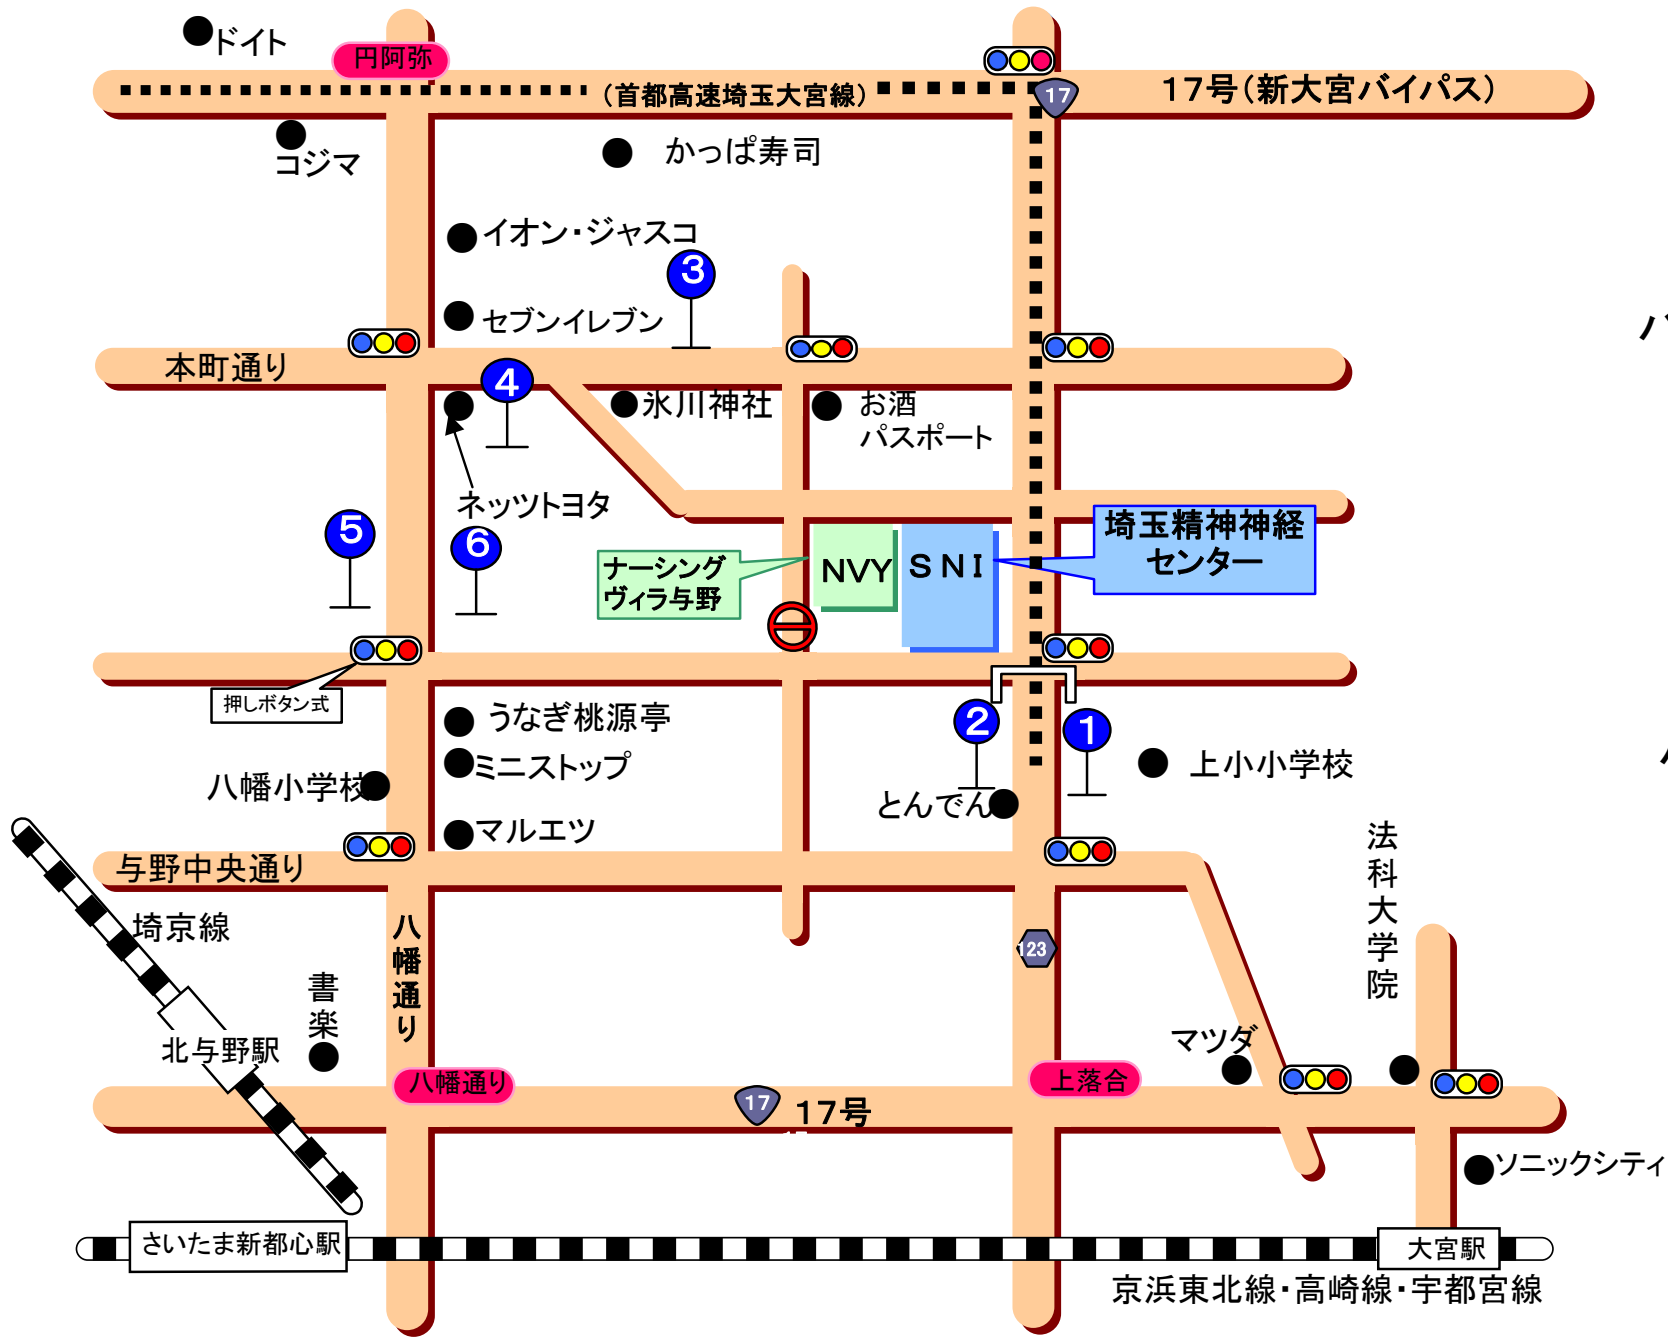 ドイト
円阿弥
(首都高速埼玉大宮線)
17
17号(新大宮バイパス)
コジマ
かっぱ寿司
イオン・ジャスコ
3
セブンイレブン
本町通り
4
氷川神社
お酒
パスポート
ネッツトヨタ
5
6
ナーシング
ヴィラ与野
NVY
SNI
埼玉精神神経
センター
押しボタン式
うなぎ桃源亭
2
1
ミニストップ
上小小学校
八幡小学校
とんでん
マルエツ
与野中央通り
法科大学院
埼京線
八幡通り
123
書楽
北与野駅
マツダ
八幡通り
上落合
17
17号
ソニックシティ
さいたま新都心駅
大宮駅
京浜東北線・高崎線・宇都宮線